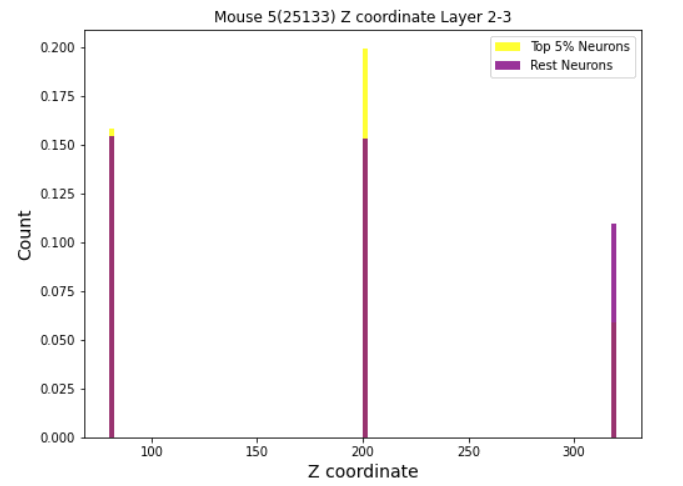 Mouse 5(25133) Z coordinate Layer 2-3
Top 5% Neurons
Rest Neurons
0.200
0.175
0.150
0.125
0.100
0.075
0.050
0.025
0.000
Count
100
150
200
250
300
Z coordinate